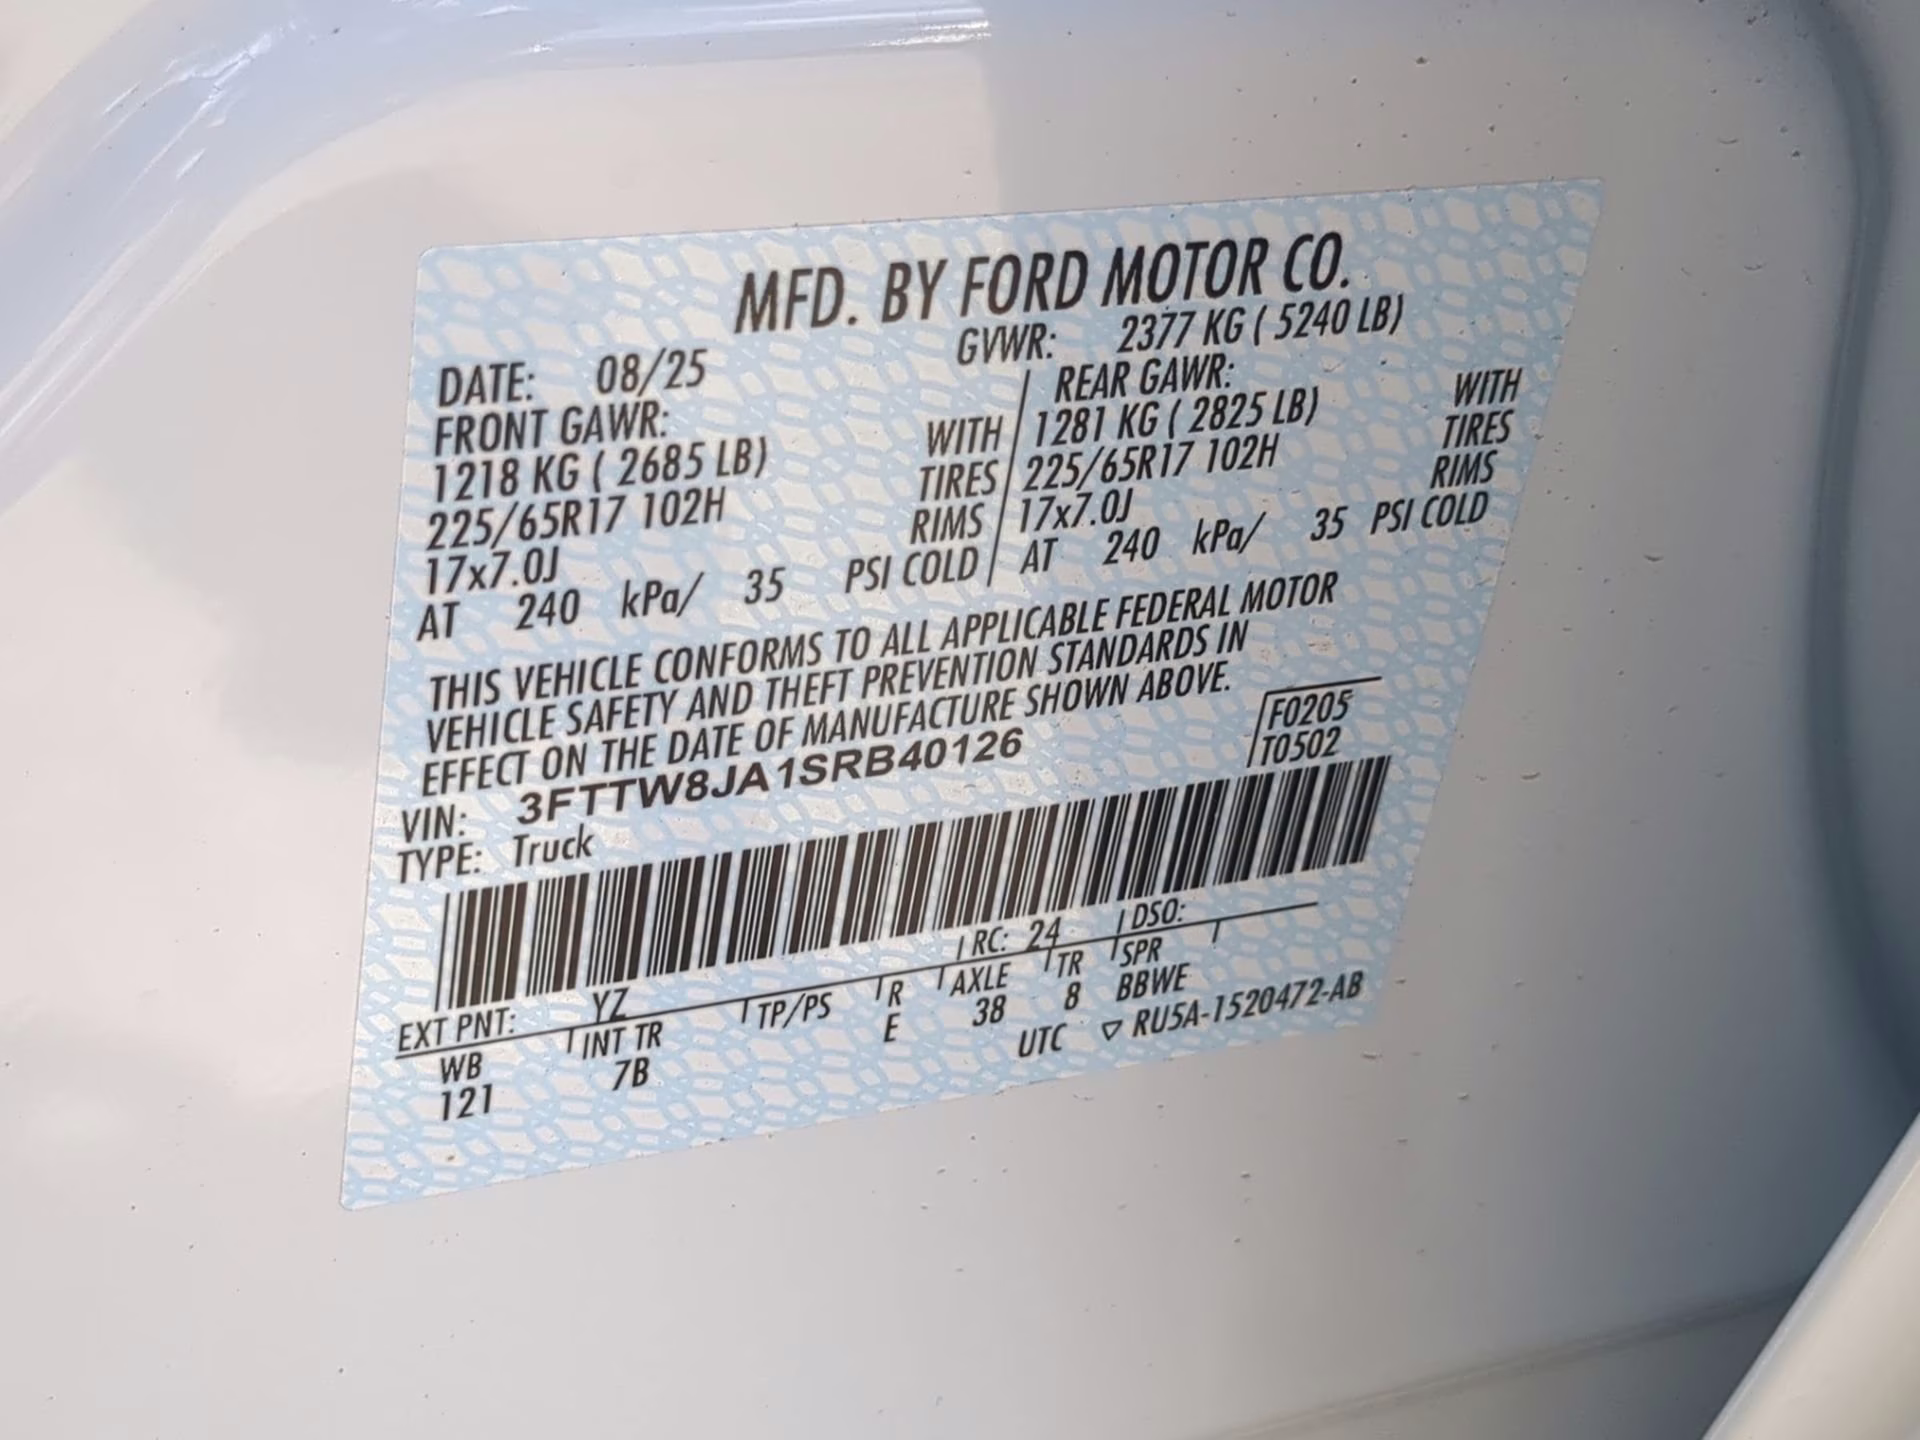 MFD. BY FORD MOTOR CO.
DATE: 08/25 GVWR: 2377 KG ( 5240 LB)
FRONT GAWR: REAR GAWR:
1218 KG ( 2685 LB) WITH 1281 KG ( 2825 LB) WITH
225/65R17 102H TIRES 225/65R17 102H TIRES
17x7.0J RIMS 17x7.0J RIMS
AT 240 kPa/ 35 PSI COLD AT 240 kPa/ 35 PSI COLD
THIS VEHICLE CONFORMS TO ALL APPLICABLE FEDERAL MOTOR
VEHICLE SAFETY AND THEFT PREVENTION STANDARDS IN
EFFECT ON THE DATE OF MANUFACTURE SHOWN ABOVE.
VIN: 3FTTW8JA1SRB40126 F0205
TYPE: Truck T0502
EXT PNT: YZ RC: 24 DSO:
WB INT TR TP/PS R AXLE TR SPR
121 7B E 38 8 BBWE
UTC ▽ RU5A-1520472-AB